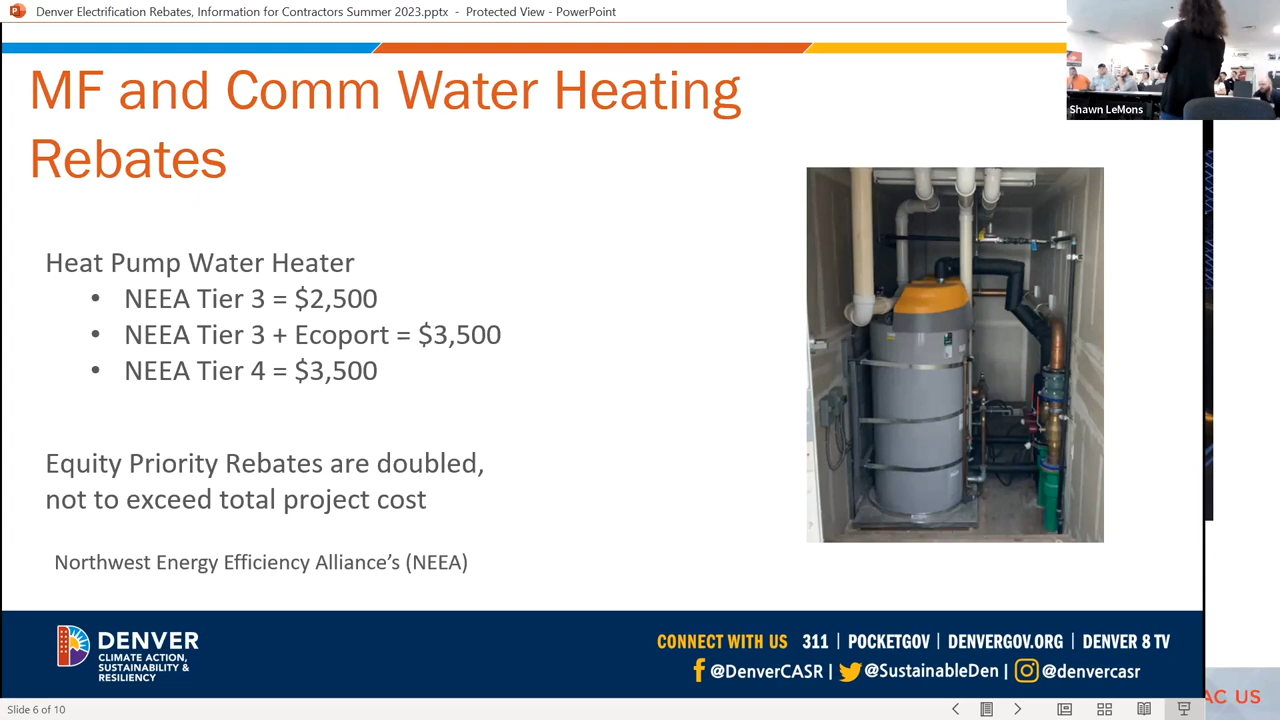 Denver Electrification Rebates, Information for Contractors Summer 2023.pptx - Protected View - PowerPoint
Shawn LeMons
MF and Comm Water Heating
Rebates
Heat Pump Water Heater
• NEEA Tier 3 = $2,500
• NEEA Tier 3 + Ecoport = $3,500
• NEEA Tier 4 = $3,500
Equity Priority Rebates are doubled,
not to exceed total project cost
Northwest Energy Efficiency Alliance's (NEEA)
DENVER
CLIMATE ACTION,
SUSTAINABILITY &
RESILIENCY
CONNECT WITH US 311 | POCKETGOV | DENVERGOV.ORG | DENVER 8 TV
@DenverCASR | @SustainableDen | @denvercasr
AC US
Slide 6 of 10